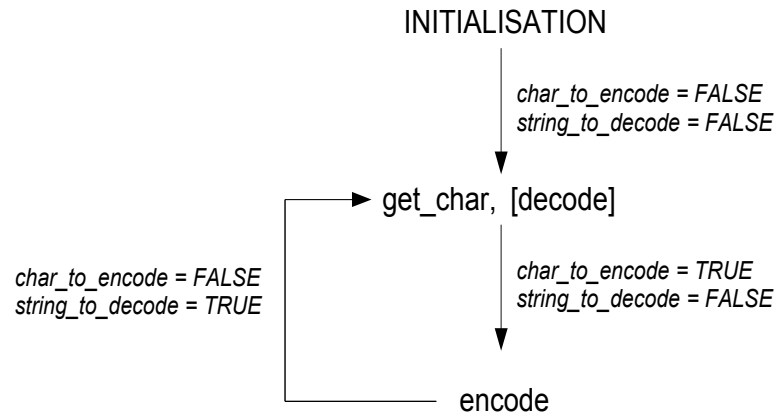 INITIALISATION
char_to_encode = FALSE
string_to_decode = FALSE
get_char, [decode]
char_to_encode = TRUE
string_to_decode = FALSE
char_to_encode = FALSE
string_to_decode = TRUE
encode